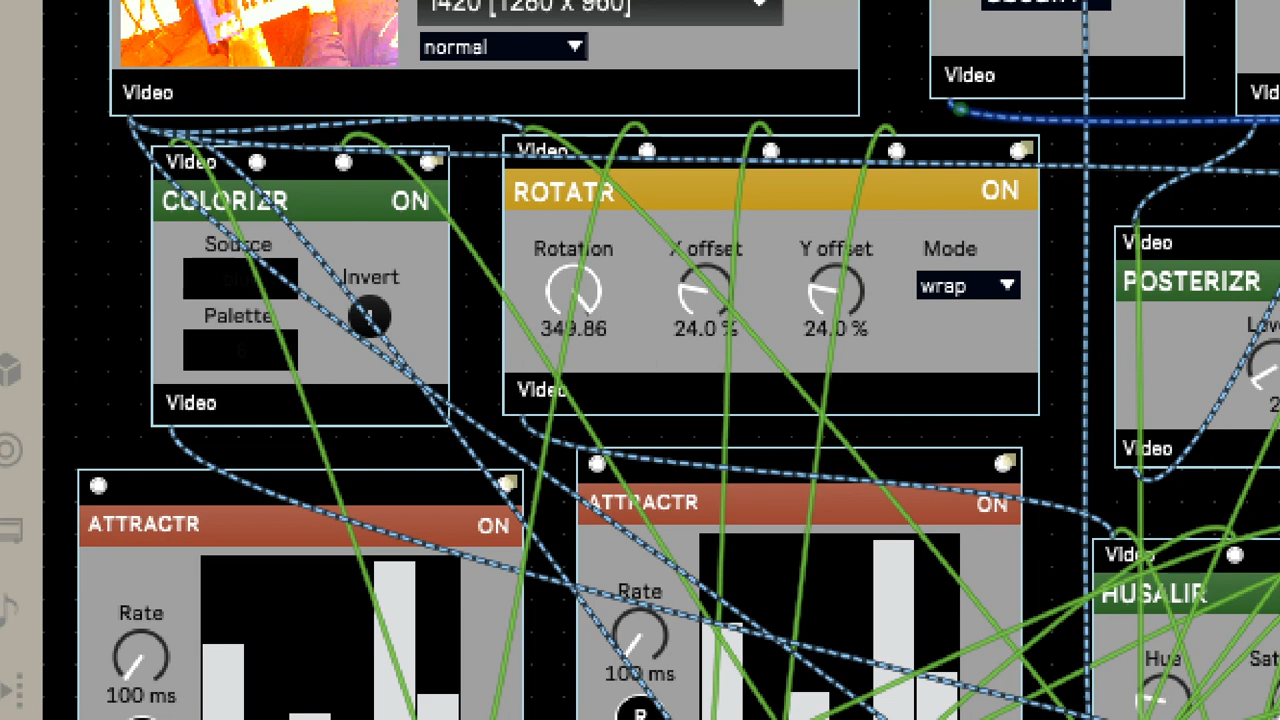 1420 [1280 x 960]
normal
Video
Video
Vid
Video
COLORIZR ON
Source
Invert
Palette
Video
Video
ROTATR ON
Rotation X offset Y offset Mode
wrap
349.86 24.0 % 24.0 %
Video
Video
POSTERIZR
Video
ATTRACTR ON
Rate
100 ms
ATTRACTR ON
Rate
100 ms
R
Video
HUSALIR
Hue Sat